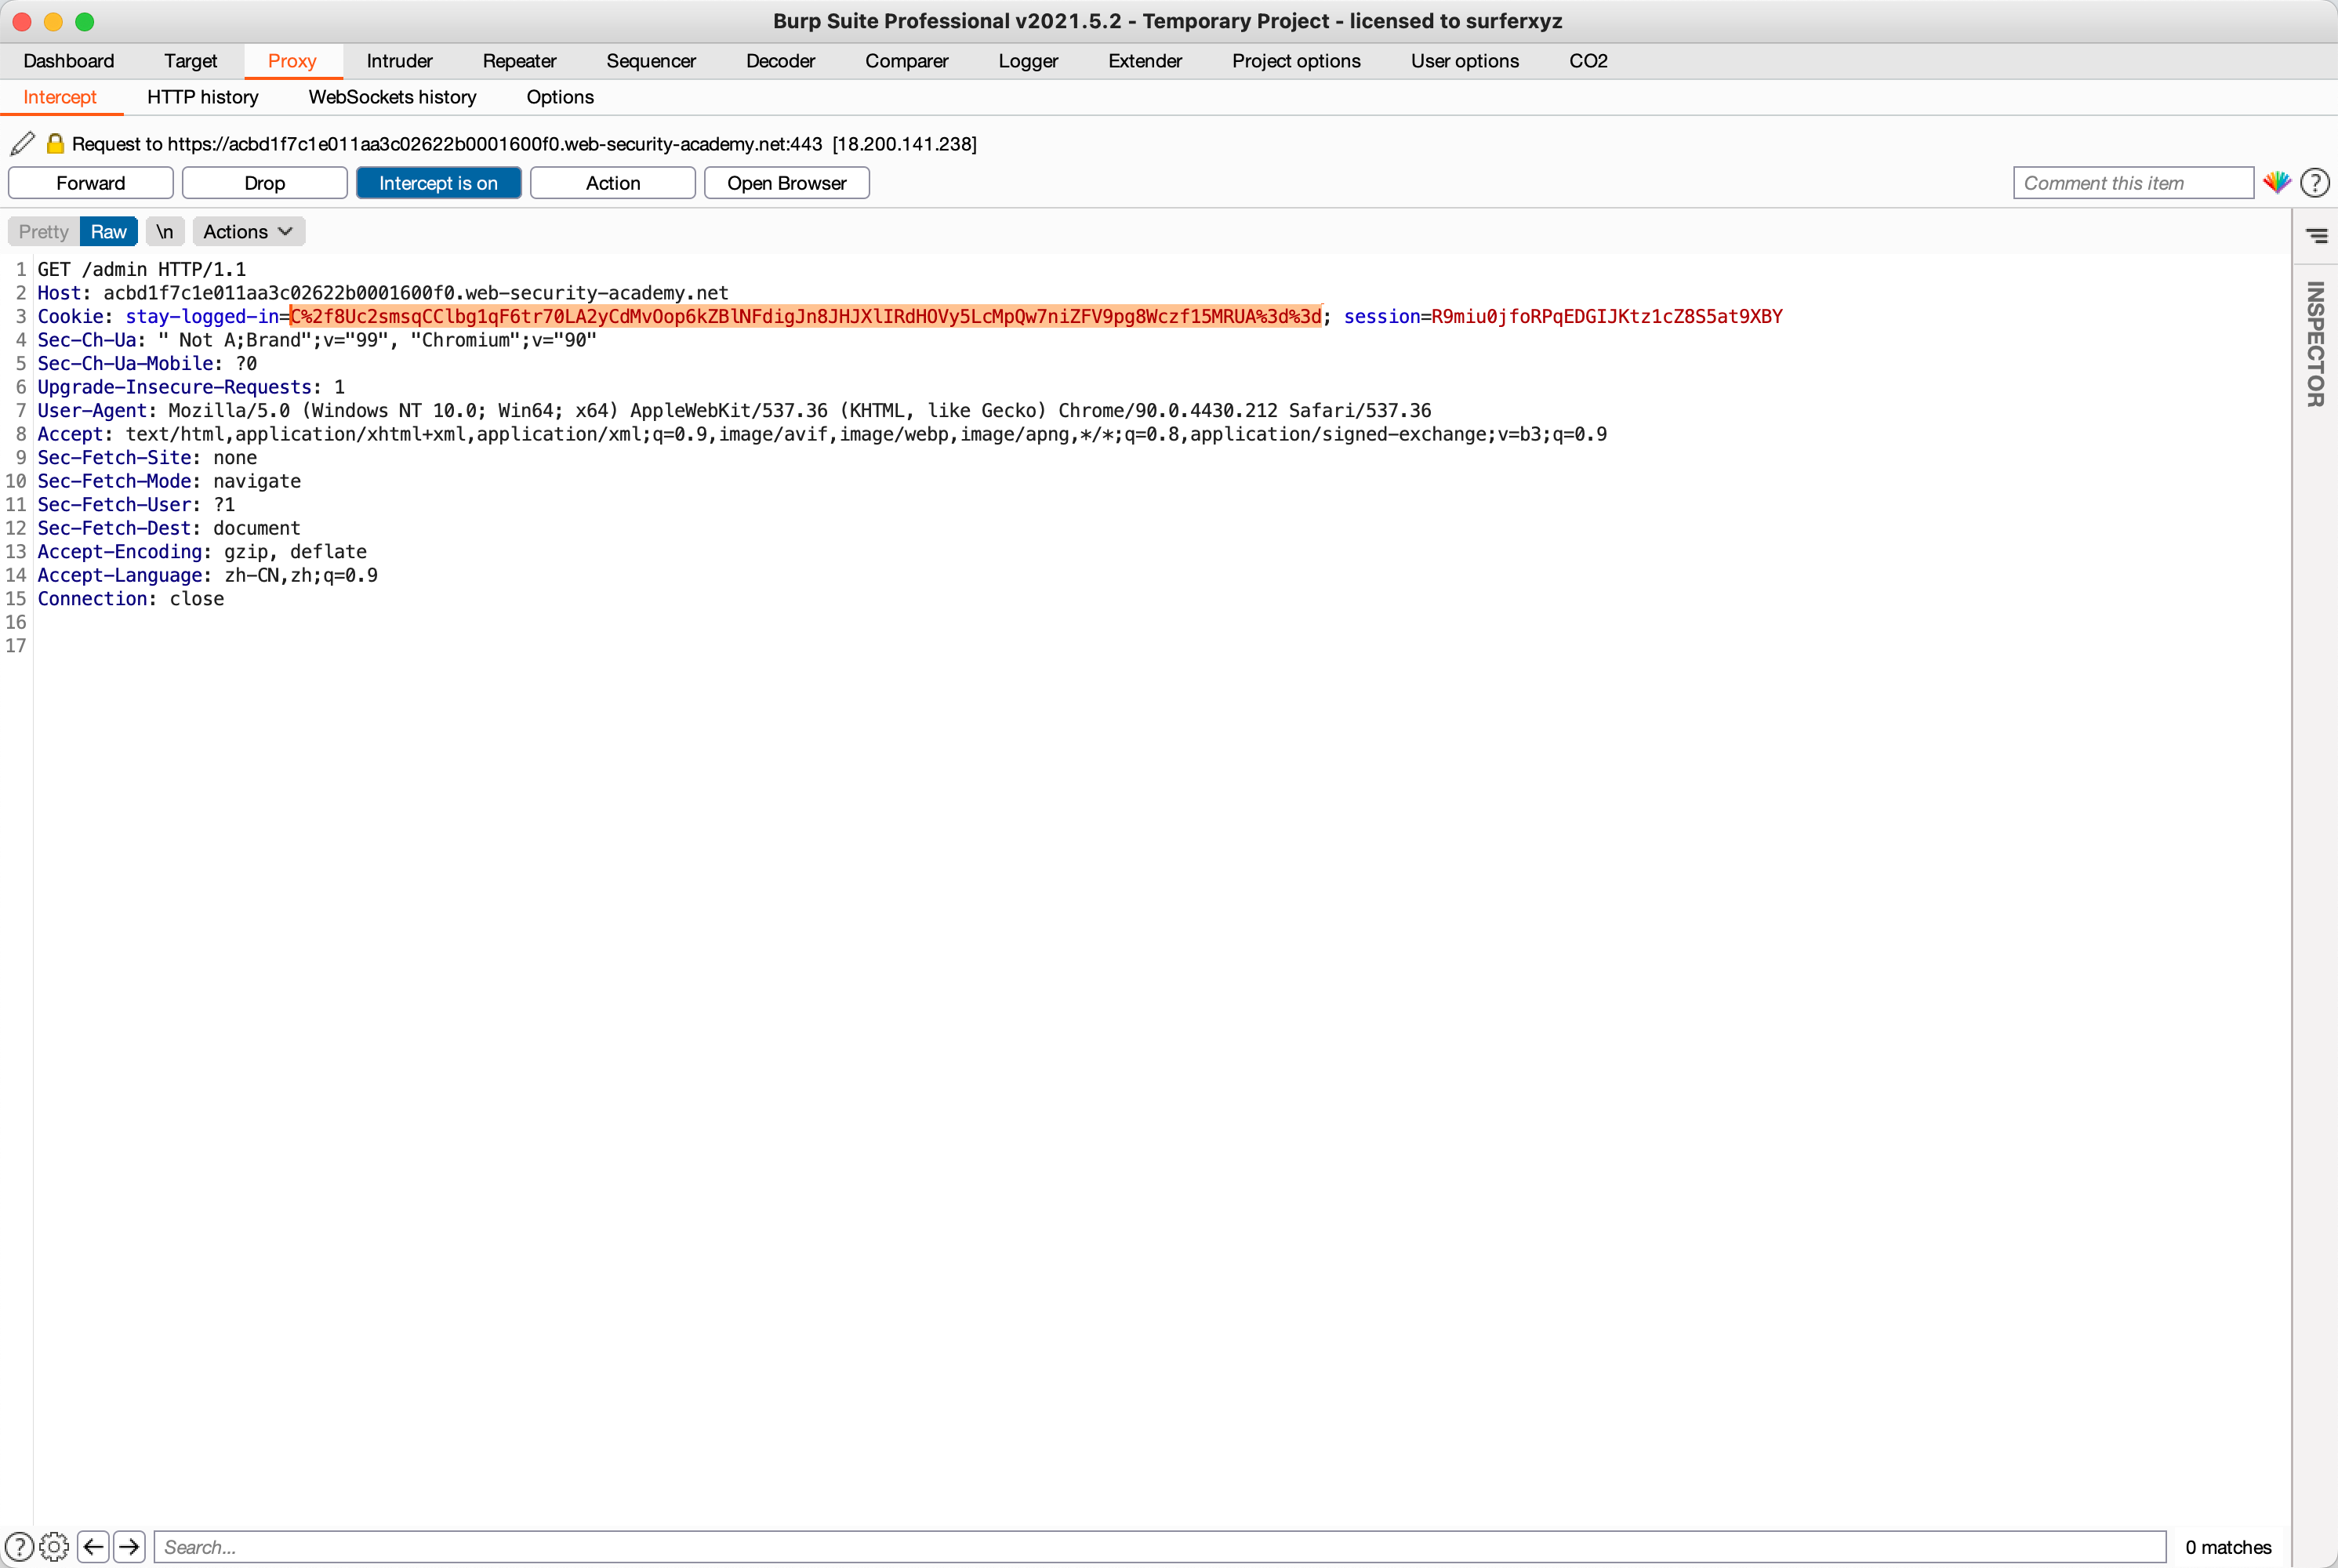 Burp Suite Professional v2021.5.2 - Temporary Project - licensed to surferxyz
Dashboard Target Proxy Intruder Repeater Sequencer Decoder Comparer Logger Extender Project options User options CO2
Intercept HTTP history WebSockets history Options
Request to https://acbd1f7c1e011aa3c02622b0001600f0.web-security-academy.net:443 [18.200.141.238]
Forward Drop Intercept is on Action Open Browser Comment this item ?
Pretty Raw \n Actions
INSPECTOR
1 GET /admin HTTP/1.1
2 Host: acbd1f7c1e011aa3c02622b0001600f0.web-security-academy.net
3 Cookie: stay-logged-in=C%2f8Uc2smsqCClbg1qF6tr70LA2yCdMvOop6kZBlNFdigJn8JHJXlIRdHOVy5LcMpQw7niZFV9pg8Wczf15MRUA%3d%3d; session=R9miu0jfoRPqEDGIJKtz1cZ8S5at9XBY
4 Sec-Ch-Ua: " Not A;Brand";v="99", "Chromium";v="90"
5 Sec-Ch-Ua-Mobile: ?0
6 Upgrade-Insecure-Requests: 1
7 User-Agent: Mozilla/5.0 (Windows NT 10.0; Win64; x64) AppleWebKit/537.36 (KHTML, like Gecko) Chrome/90.0.4430.212 Safari/537.36
8 Accept: text/html,application/xhtml+xml,application/xml;q=0.9,image/avif,image/webp,image/apng,*/*;q=0.8,application/signed-exchange;v=b3;q=0.9
9 Sec-Fetch-Site: none
10 Sec-Fetch-Mode: navigate
11 Sec-Fetch-User: ?1
12 Sec-Fetch-Dest: document
13 Accept-Encoding: gzip, deflate
14 Accept-Language: zh-CN,zh;q=0.9
15 Connection: close
16
17
? Search... 0 matches